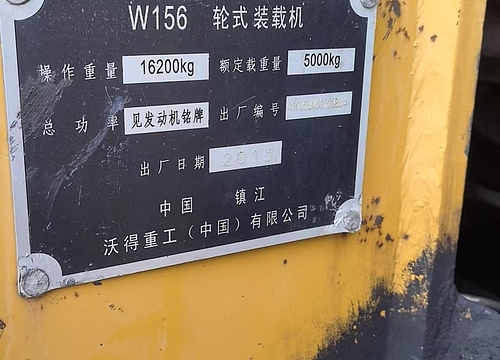 W156 轮式装载机
操作重量 16200kg 额定载重量 5000kg
总功率 见发动机铭牌 出厂编号
出厂日期 2013
中国 镇江
沃得重工（中国）有限公司